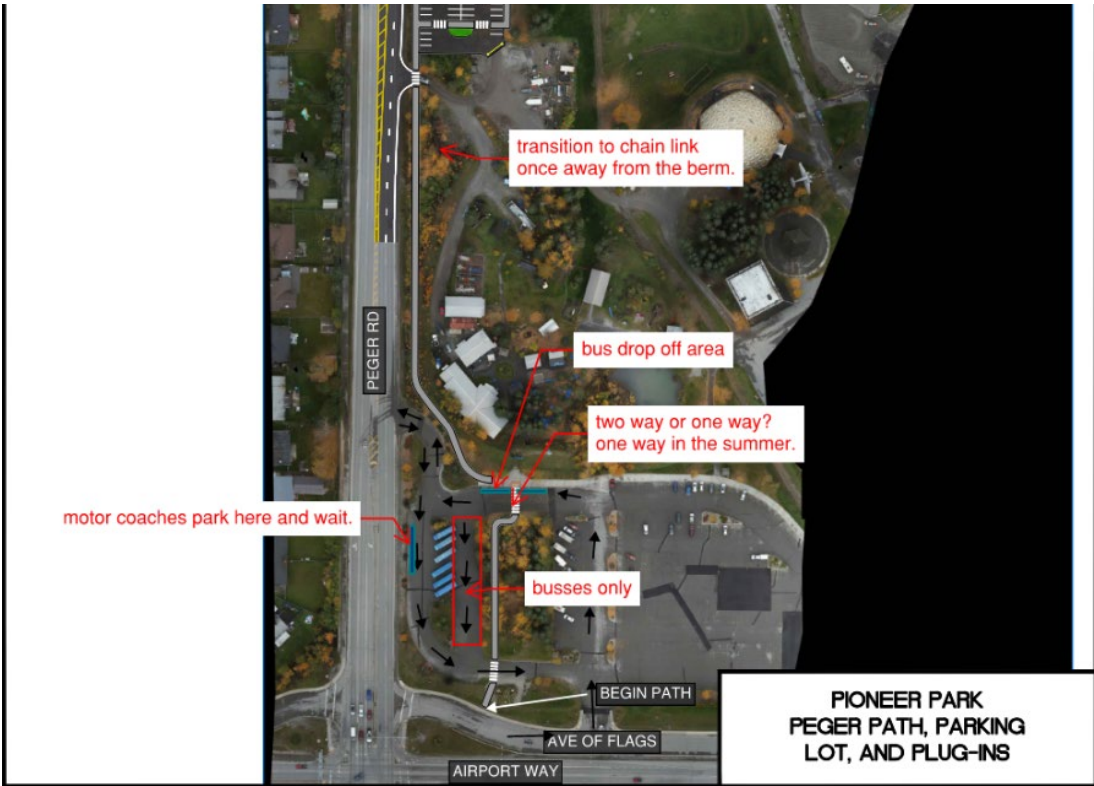 transition to chain link
once away from the berm.
PEGER RD
bus drop off area
two way or one way?
one way in the summer.
motor coaches park here and wait.
busses only
BEGIN PATH
AVE OF FLAGS
AIRPORT WAY
PIONEER PARK
PEGER PATH, PARKING
LOT, AND PLUG-INS